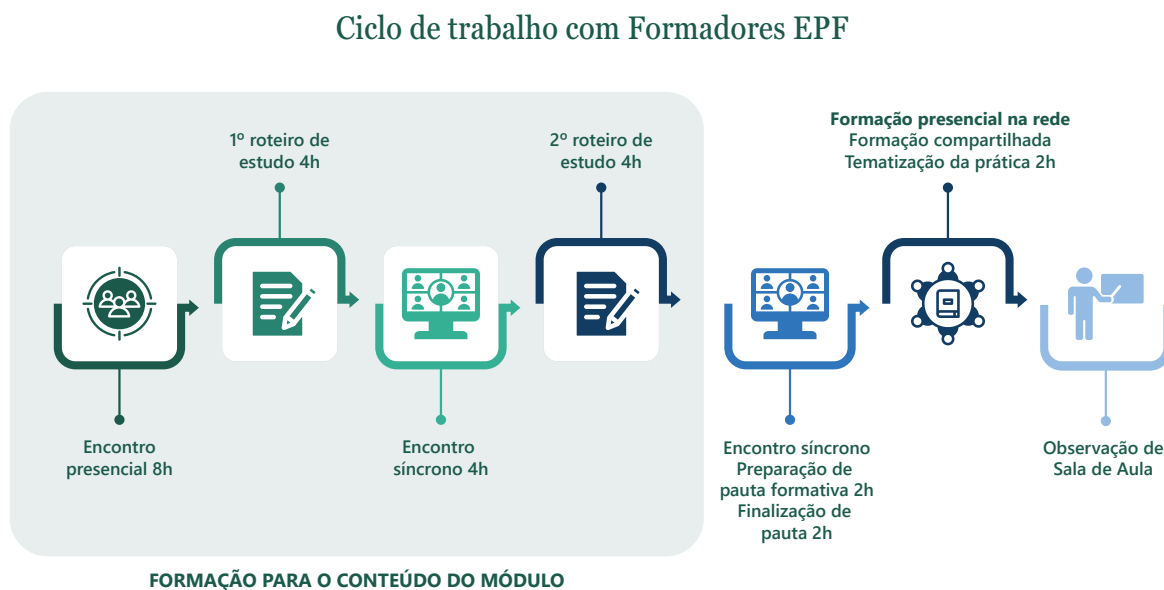 Ciclo de trabalho com Formadores EPF
Encontro
presencial 8h
1º roteiro de
estudo 4h
Encontro
síncrono 4h
2º roteiro de
estudo 4h
FORMAÇÃO PARA O CONTEÚDO DO MÓDULO
Encontro síncrono
Preparação de
pauta formativa 2h
Finalização de
pauta 2h
Formação presencial na rede
Formação compartilhada
Tematização da prática 2h
Observação de
Sala de Aula